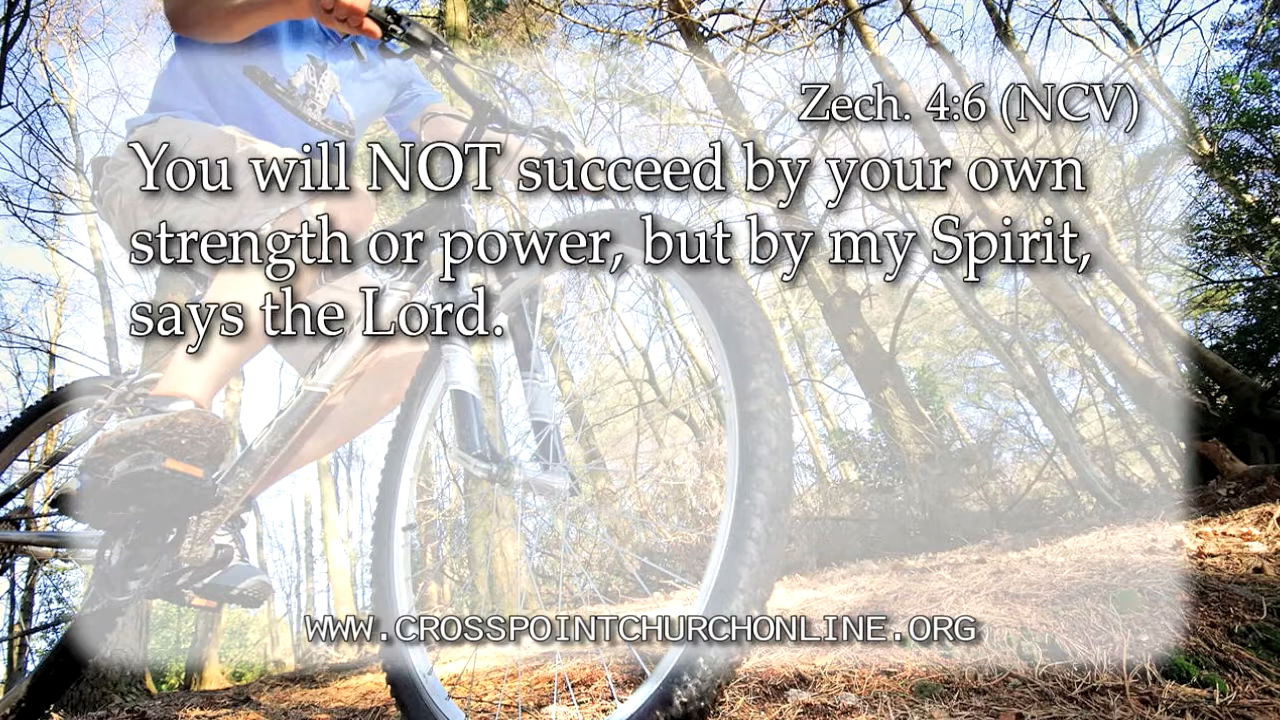 Zech. 4:6 (NCV)
You will NOT succeed by your own
strength or power, but by my Spirit,
says the Lord.
WWW.CROSSPOINTCHURCHONLINE.ORG